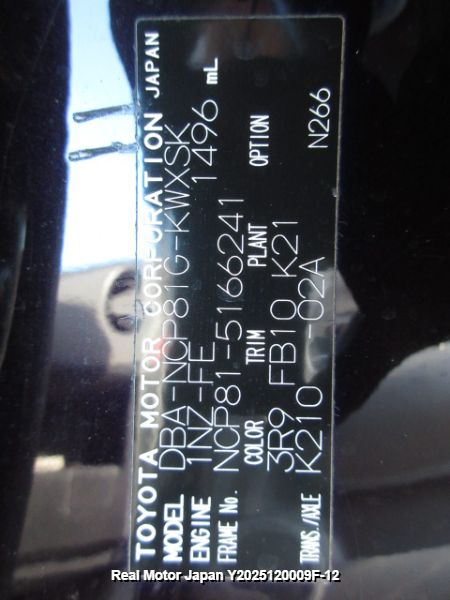 TOYOTA MOTOR CORPORATION JAPAN
MODEL DBA-NCP81G-KWXSK
ENGINE 1NZ-FE 1496 mL
FRAME No. NCP81-5166241
COLOR TRIM PLANT OPTION
3R9 FB10 K21 N266
TRANS./AXLE K210 -02A
Real Motor Japan Y2025120009F-12